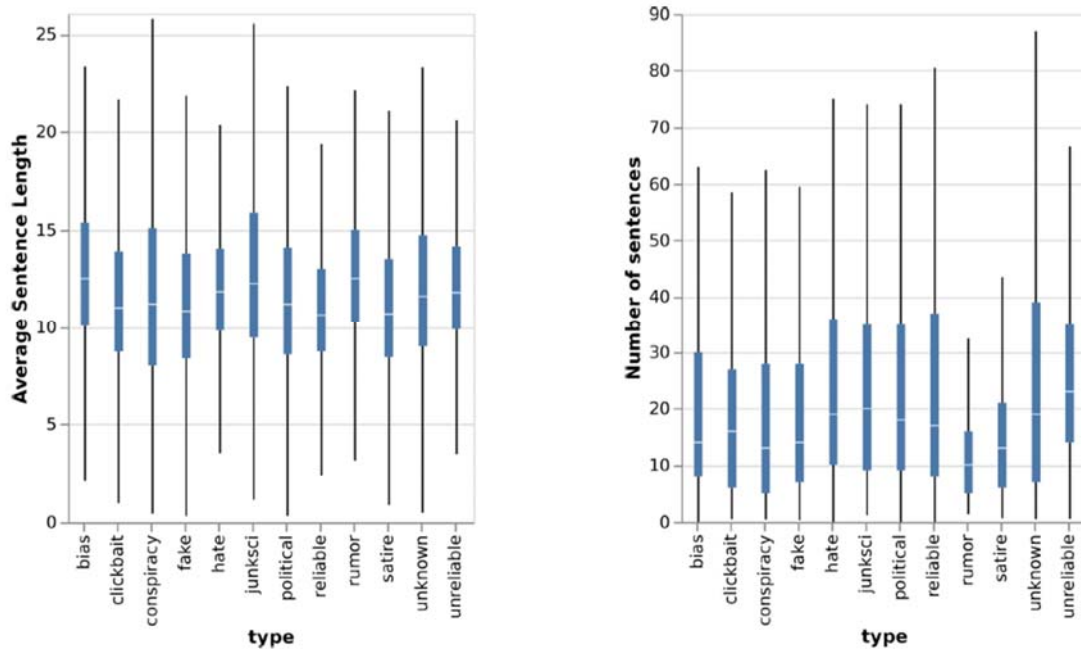 Average Sentence Length
25
20
15
10
5
0
bias
clickbait
conspiracy
fake
hate
junksci
political
reliable
rumor
satire
unknown
unreliable
type
Number of sentences
90
80
70
60
50
40
30
20
10
0
bias
clickbait
conspiracy
fake
hate
junksci
political
reliable
rumor
satire
unknown
unreliable
type